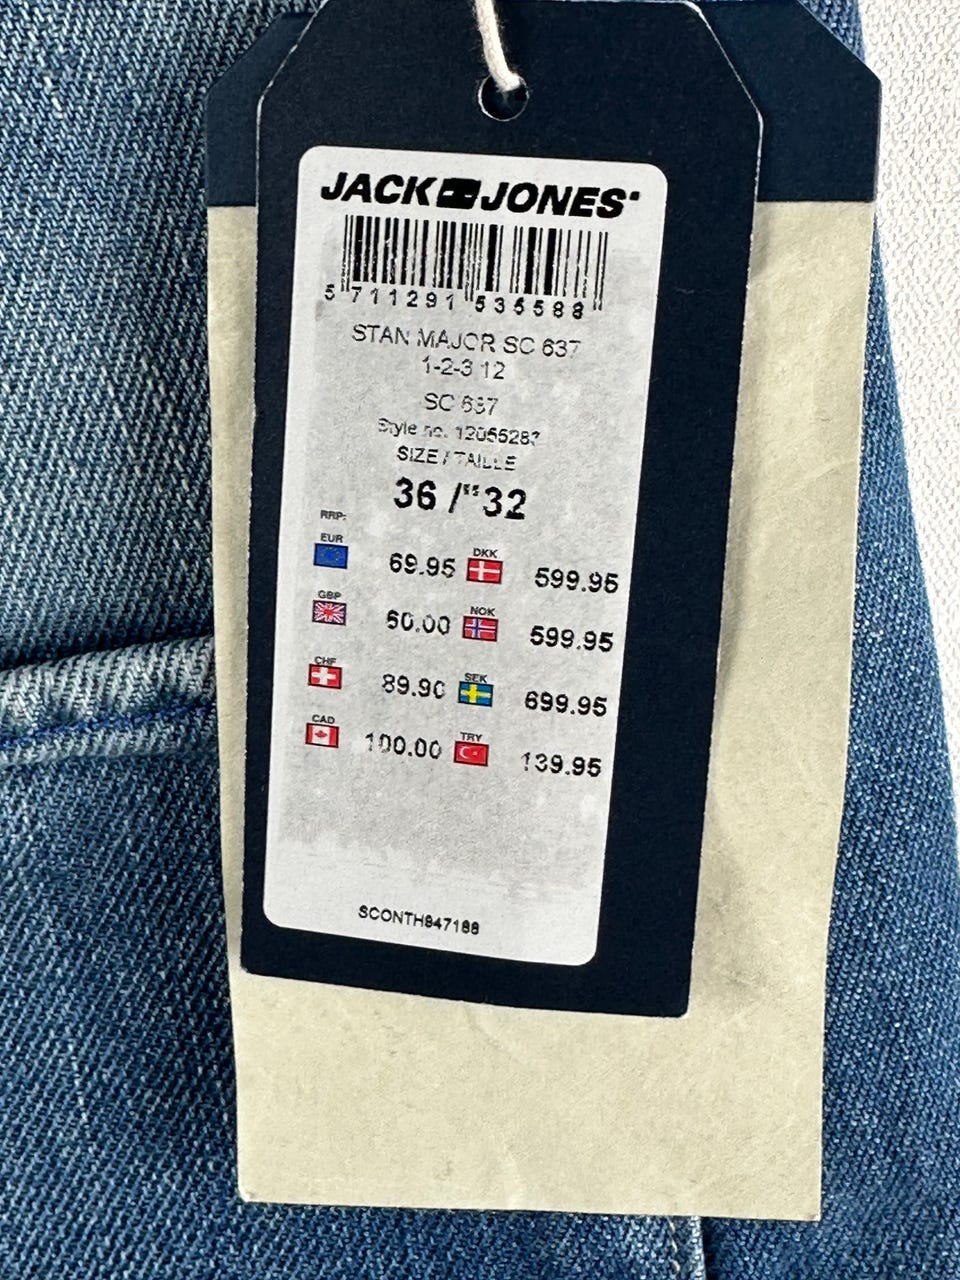 JACK JONES
5 711291 535588
STAN MAJOR SC 637
1-2-3 12
SC 637
Style no. 12055287
SIZE / TAILLE
36 /"32
RRP:
EUR 69.95 DKK 599.95
GBP 60.00 NOK 599.95
CHF 89.90 SEK 699.95
CAD 100.00 TRY 139.95
SCONTH847188